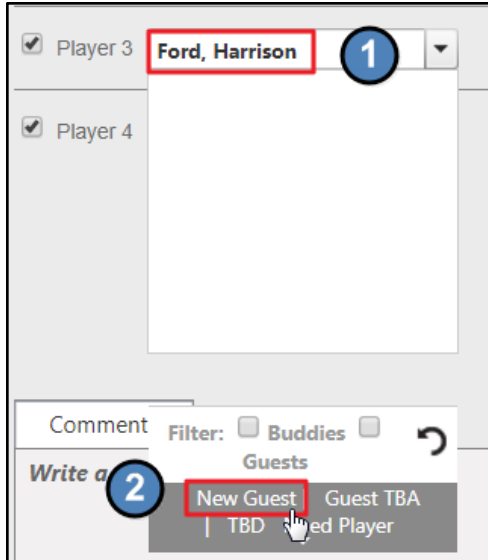 Player 3
Ford, Harrison
1
Player 4
Comment
Filter: Buddies
Guests
Write a
2
New Guest | Guest TBA
| TBD
ed Player